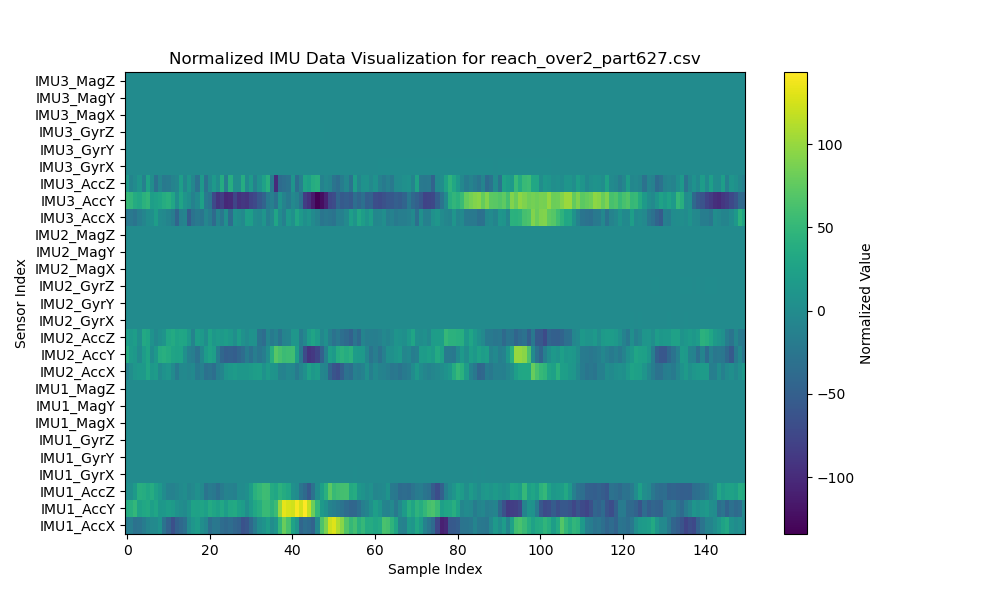 Normalized IMU Data Visualization for reach_over2_part627.csv
IMU3_MagZ
IMU3_MagY
IMU3_MagX
IMU3_GyrZ
IMU3_GyrY
IMU3_GyrX
IMU3_AccZ
IMU3_AccY
IMU3_AccX
IMU2_MagZ
IMU2_MagY
IMU2_MagX
IMU2_GyrZ
IMU2_GyrY
IMU2_GyrX
IMU2_AccZ
IMU2_AccY
IMU2_AccX
IMU1_MagZ
IMU1_MagY
IMU1_MagX
IMU1_GyrZ
IMU1_GyrY
IMU1_GyrX
IMU1_AccZ
IMU1_AccY
IMU1_AccX
Sensor Index
0 20 40 60 80 100 120 140
Sample Index
100
50
0
−50
−100
Normalized Value